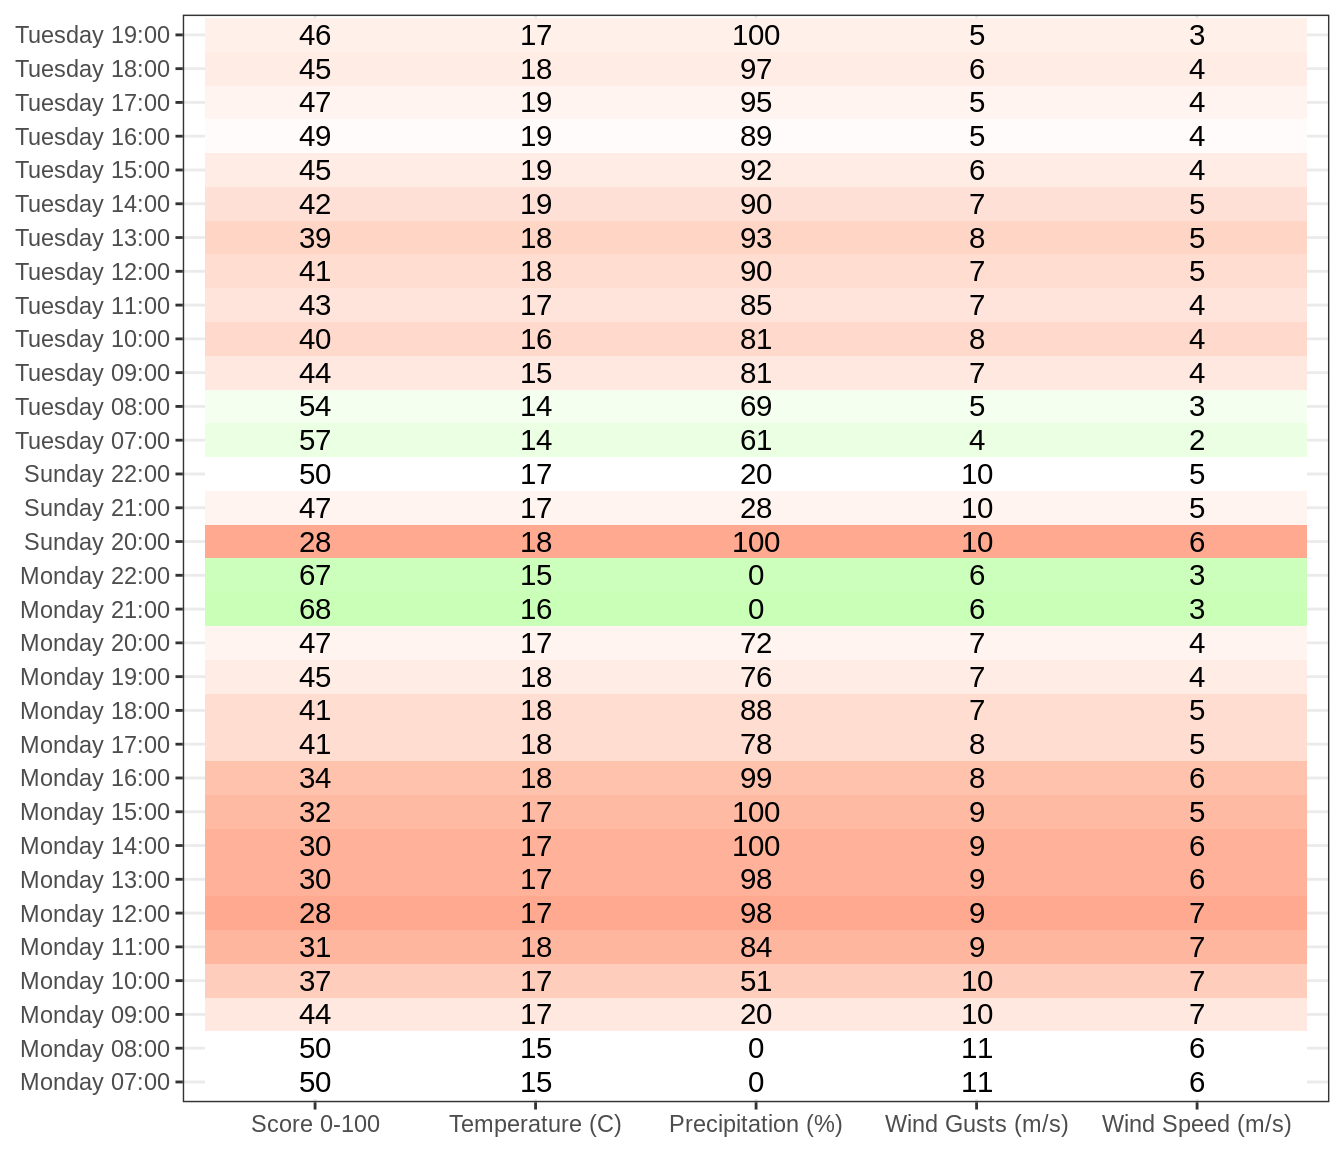 Tuesday 19:00 46 17 100 5 3
Tuesday 18:00 45 18 97 6 4
Tuesday 17:00 47 19 95 5 4
Tuesday 16:00 49 19 89 5 4
Tuesday 15:00 45 19 92 6 4
Tuesday 14:00 42 19 90 7 5
Tuesday 13:00 39 18 93 8 5
Tuesday 12:00 41 18 90 7 5
Tuesday 11:00 43 17 85 7 4
Tuesday 10:00 40 16 81 8 4
Tuesday 09:00 44 15 81 7 4
Tuesday 08:00 54 14 69 5 3
Tuesday 07:00 57 14 61 4 2
Sunday 22:00 50 17 20 10 5
Sunday 21:00 47 17 28 10 5
Sunday 20:00 28 18 100 10 6
Monday 22:00 67 15 0 6 3
Monday 21:00 68 16 0 6 3
Monday 20:00 47 17 72 7 4
Monday 19:00 45 18 76 7 4
Monday 18:00 41 18 88 7 5
Monday 17:00 41 18 78 8 5
Monday 16:00 34 18 99 8 6
Monday 15:00 32 17 100 9 5
Monday 14:00 30 17 100 9 6
Monday 13:00 30 17 98 9 6
Monday 12:00 28 17 98 9 7
Monday 11:00 31 18 84 9 7
Monday 10:00 37 17 51 10 7
Monday 09:00 44 17 20 10 7
Monday 08:00 50 15 0 11 6
Monday 07:00 50 15 0 11 6
Score 0-100 Temperature (C) Precipitation (%) Wind Gusts (m/s) Wind Speed (m/s)